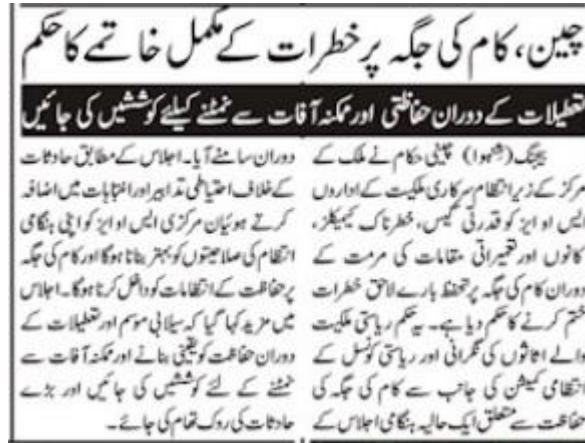 چین، کام کی جگہ پر خطرات کے مکمل خاتمے کا حکم
تعطیلات کے دوران حفاظتی اور ممکنہ آفات سے نمٹنے کیلئے کوششیں کی جائیں
بیجنگ (شِنہوا) چینی حکام نے ملک کے
مرکز کے زیر انتظام سرکاری ملکیت کے اداروں
ایس او ایز کو قدرتی گیس، خطرناک کیمیکلز،
کانوں اور تعمیراتی مقامات کی مرمت کے
دوران کام کی جگہ پر تحفظ بارے لاحق خطرات
ختم کرنے کا حکم دیا ہے۔ یہ حکم ریاستی ملکیت
والے اثاثوں کی نگرانی اور ریاستی کونسل کے
انتظامی کمیشن کی جانب سے کام کی جگہ کی
حفاظت سے متعلق ایک حالیہ ہنگامی اجلاس کے
دوران سامنے آیا۔ اجلاس کے مطابق حادثات
کے خلاف احتیاطی تدابیر اور انتباہات میں اضافہ
کرتے ہوئیان مرکزی ایس او ایز کو اپنی ہنگامی
انتظام کی صلاحیتوں کو بہتر بنانا ہوگا اور کام کی جگہ
پر حفاظت کے انتظامات کو داخل کرنا ہوگا۔ اجلاس
میں مزید کہا گیا کہ سیلابی موسم اور تعطیلات کے
دوران حفاظت کو یقینی بنانے اور ممکنہ آفات سے
نمٹنے کے لئے کوششیں کی جائیں اور بڑے
حادثات کی روک تھام کی جائے۔